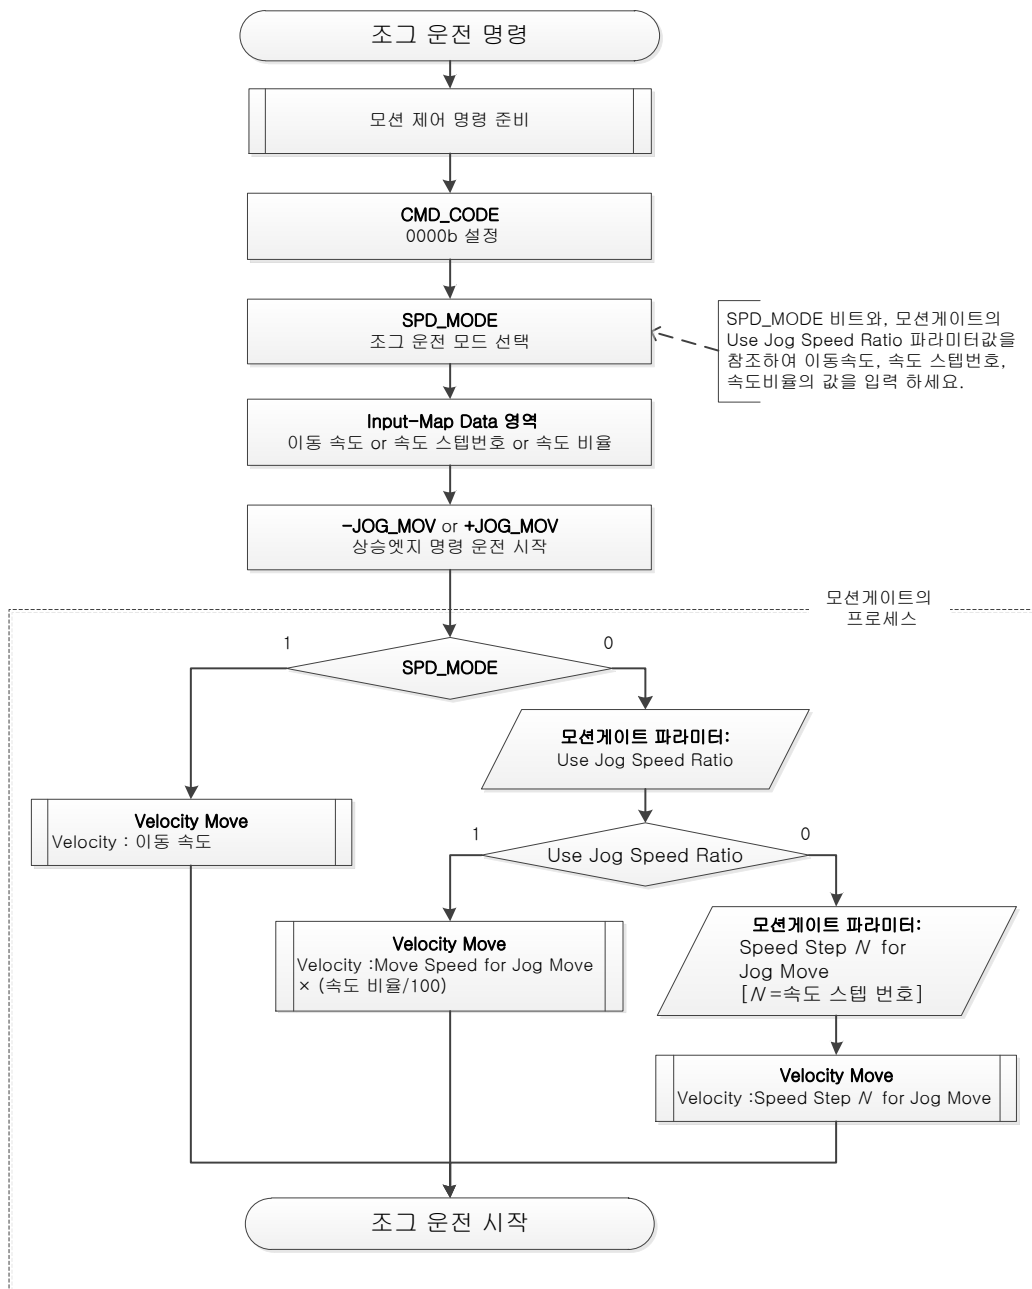 조그 운전 명령
모션 제어 명령 준비
CMD_CODE
0000b 설정
SPD_MODE
조그 운전 모드 선택
SPD_MODE 비트와, 모션게이트의
Use Jog Speed Ratio 파라미터값을
참조하여 이동속도, 속도 스텝번호,
속도비율의 값을 입력 하세요.
Input-Map Data 영역
이동 속도 or 속도 스텝번호 or 속도 비율
-JOG_MOV or +JOG_MOV
상승엣지 명령 운전 시작
모션게이트의
프로세스
1
0
SPD_MODE
모션게이트 파라미터:
Use Jog Speed Ratio
Velocity Move
Velocity : 이동 속도
1
0
Use Jog Speed Ratio
Velocity Move
Velocity :Move Speed for Jog Move
× (속도 비율/100)
모션게이트 파라미터:
Speed Step N for
Jog Move
[N=속도 스텝 번호]
Velocity Move
Velocity :Speed Step N for Jog Move
조그 운전 시작